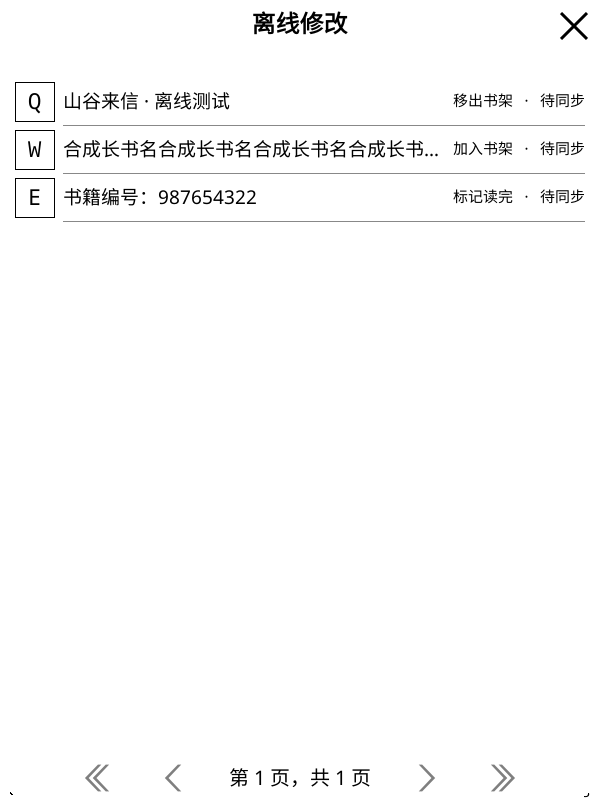 离线修改
Q 山谷来信 · 离线测试 移出书架 · 待同步
W 合成长书名合成长书名合成长书名合成长书... 加入书架 · 待同步
E 书籍编号：987654322 标记读完 · 待同步
第 1 页，共 1 页